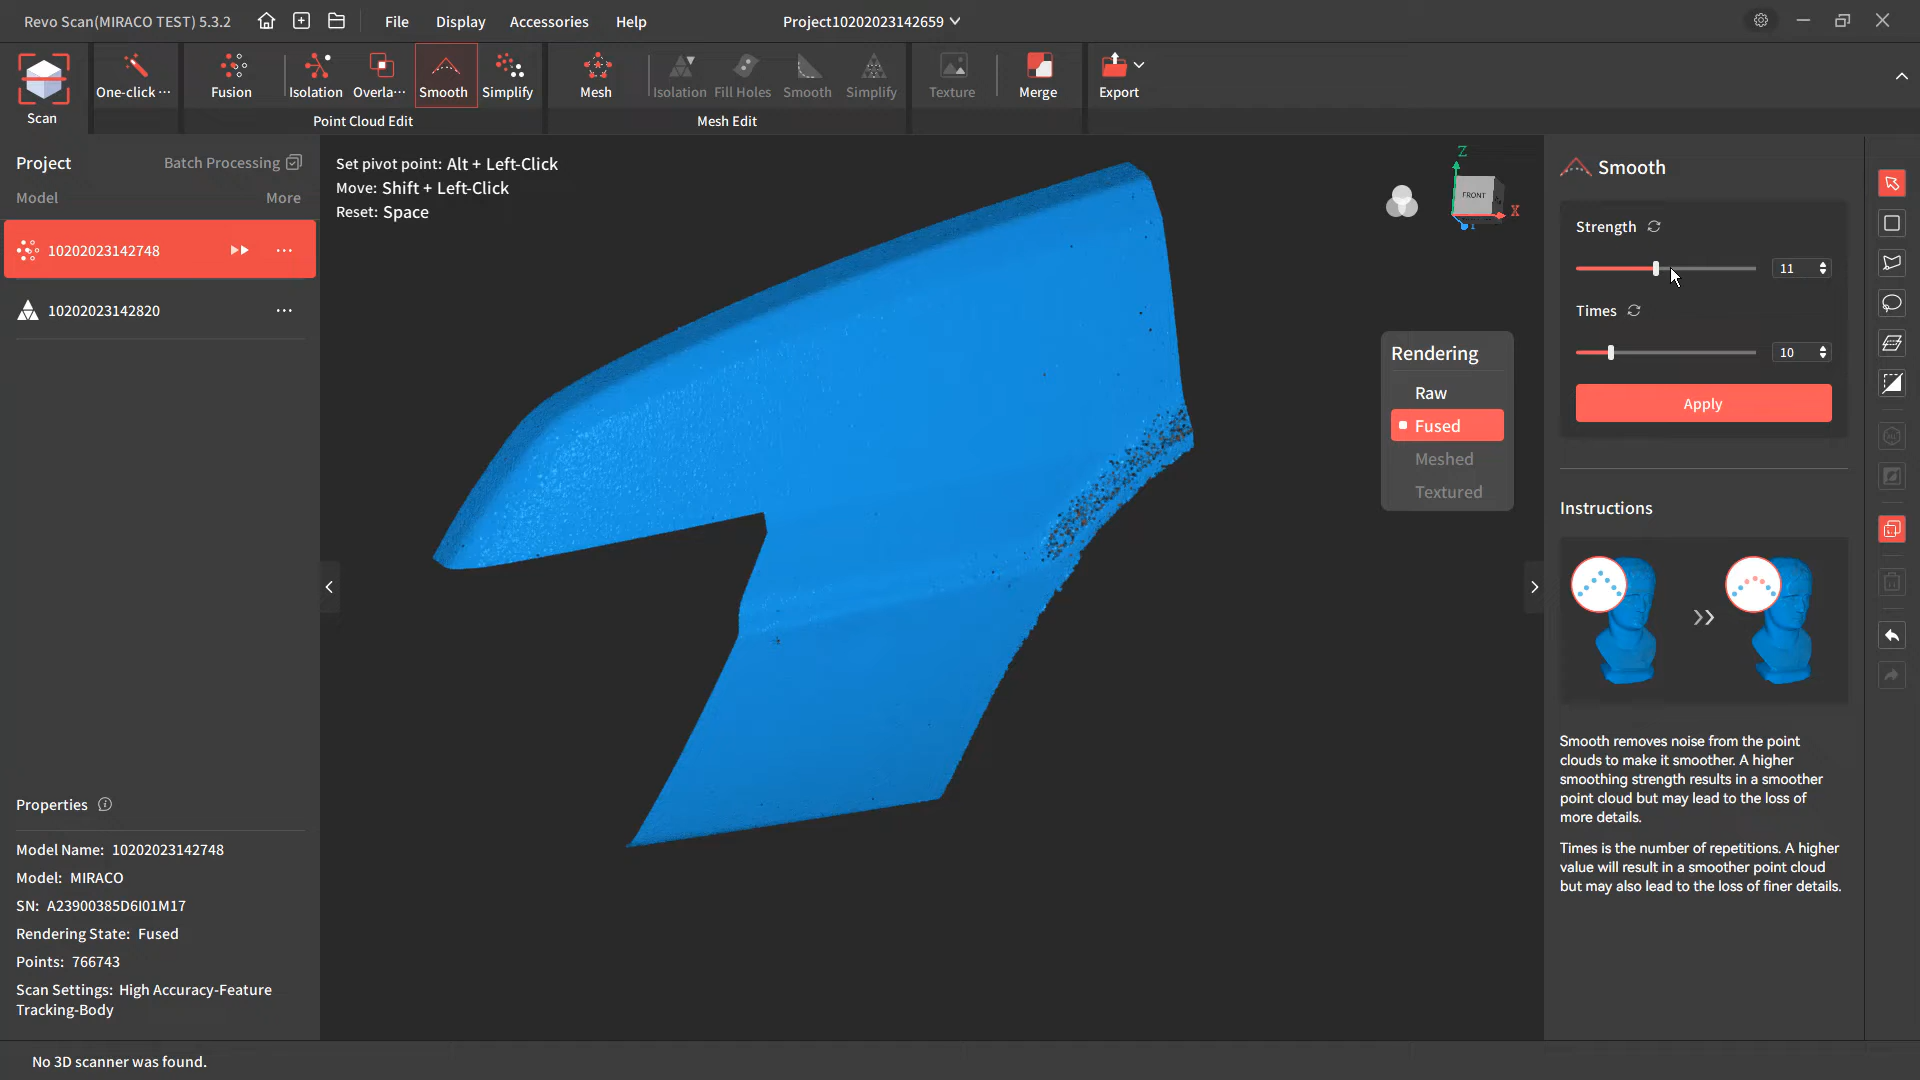 Revo Scan(MIRACO TEST) 5.3.2
File Display Accessories Help
Project10202023142659
Scan
One-click ···
Fusion
Isolation Overla··· Smooth Simplify
Point Cloud Edit
Mesh
Isolation Fill Holes Smooth Simplify
Mesh Edit
Texture
Merge
Export
Project
Batch Processing
Model
More
10202023142748
10202023142820
Properties
Model Name: 10202023142748
Model: MIRACO
SN: A23900385D6I01M17
Rendering State: Fused
Points: 766743
Scan Settings: High Accuracy-Feature
Tracking-Body
No 3D scanner was found.
Set pivot point: Alt + Left-Click
Move: Shift + Left-Click
Reset: Space
Z
FRONT
X
Rendering
Raw
Fused
Meshed
Textured
Smooth
Strength
11
Times
10
Apply
Instructions
Smooth removes noise from the point
clouds to make it smoother. A higher
smoothing strength results in a smoother
point cloud but may lead to the loss of
more details.
Times is the number of repetitions. A higher
value will result in a smoother point cloud
but may also lead to the loss of finer details.